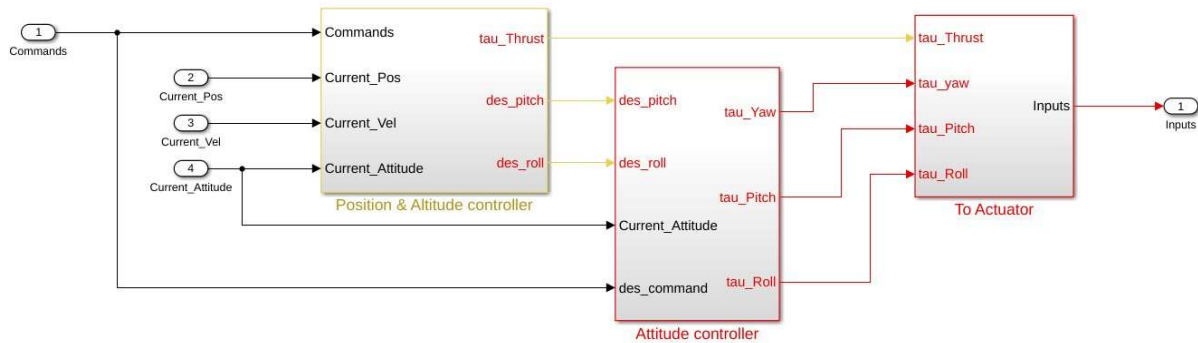 1
Commands
2
Current_Pos
3
Current_Vel
4
Current_Attitude
Commands
Current_Pos
Current_Vel
Current_Attitude
tau_Thrust
des_pitch
des_roll
Position & Altitude controller
des_pitch
des_roll
Current_Attitude
des_command
tau_Yaw
tau_Pitch
tau_Roll
Attitude controller
tau_Thrust
tau_yaw
tau_Pitch
tau_Roll
Inputs
To Actuator
1
Inputs